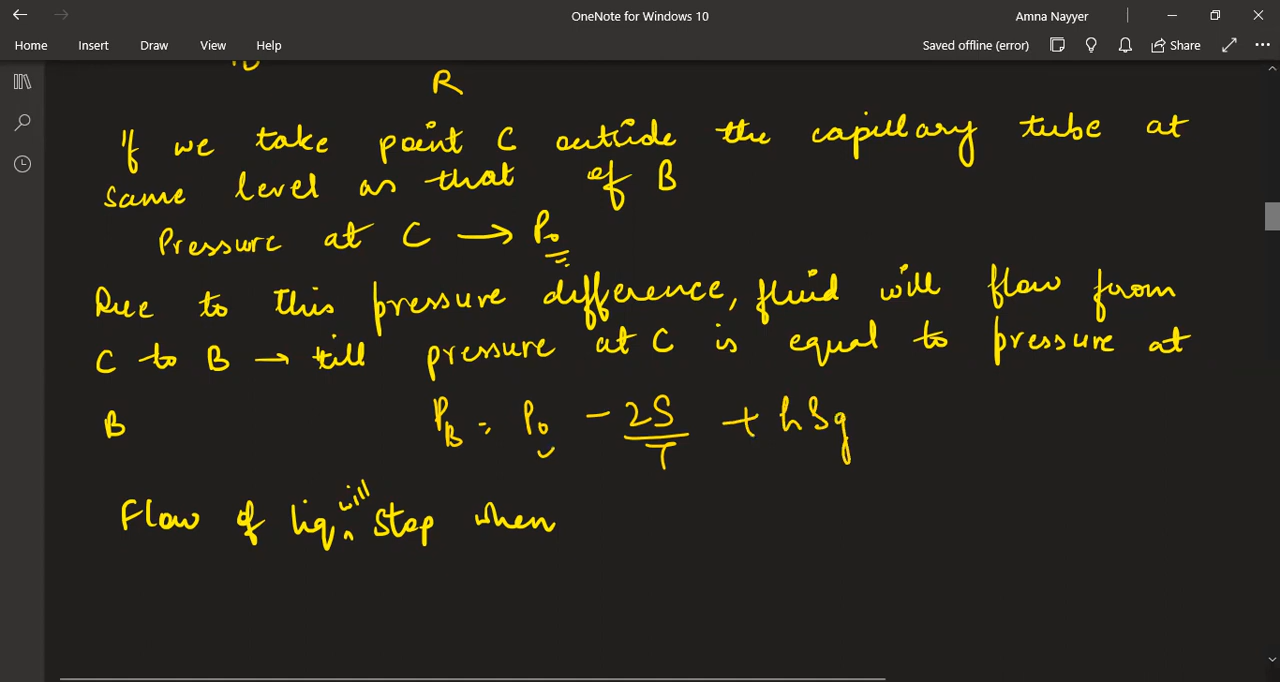 OneNote for Windows 10
Amna Nayyer
Home Insert Draw View Help
Saved offline (error) Share
R
If we take point C outside the capillary tube at
same level as that of B
Pressure at C → P₀
Due to this pressure difference, fluid will flow from
C to B → till pressure at C is equal to pressure at
B
P_B = P₀ - 2S/T + hSg
Flow of liq. will stop when